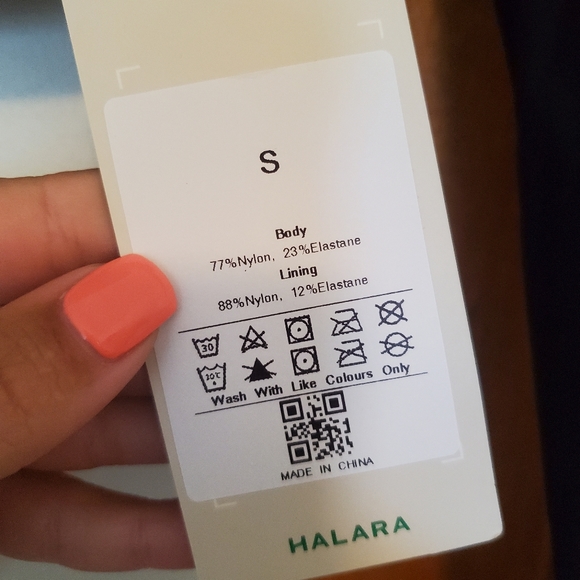 S
Body
77%Nylon, 23%Elastane
Lining
88%Nylon, 12%Elastane
30
Wash With Like Colours Only
MADE IN CHINA
HALARA